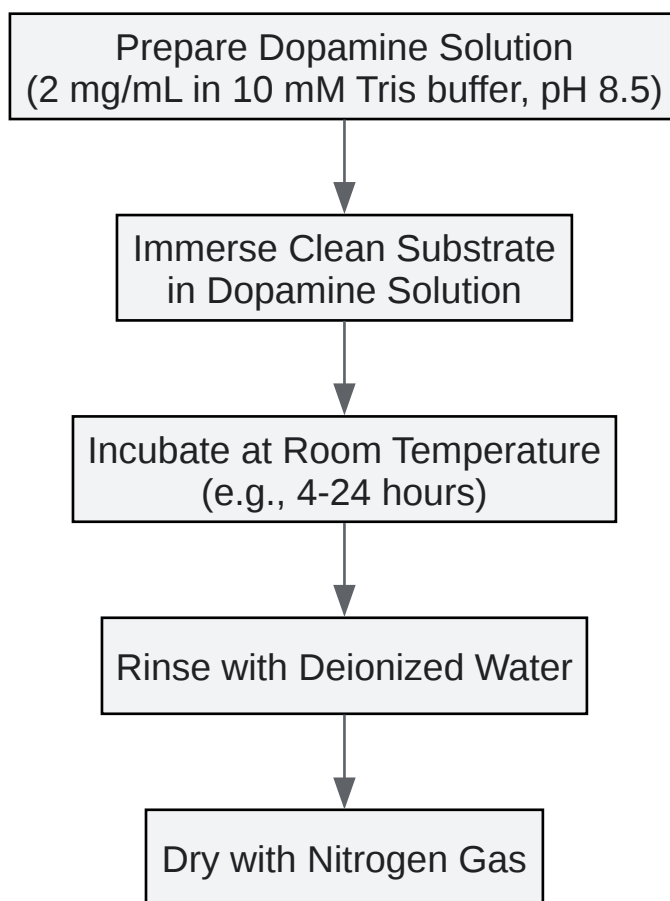 Prepare Dopamine Solution
(2 mg/mL in 10 mM Tris buffer, pH 8.5)
Immerse Clean Substrate
in Dopamine Solution
Incubate at Room Temperature
(e.g., 4-24 hours)
Rinse with Deionized Water
Dry with Nitrogen Gas